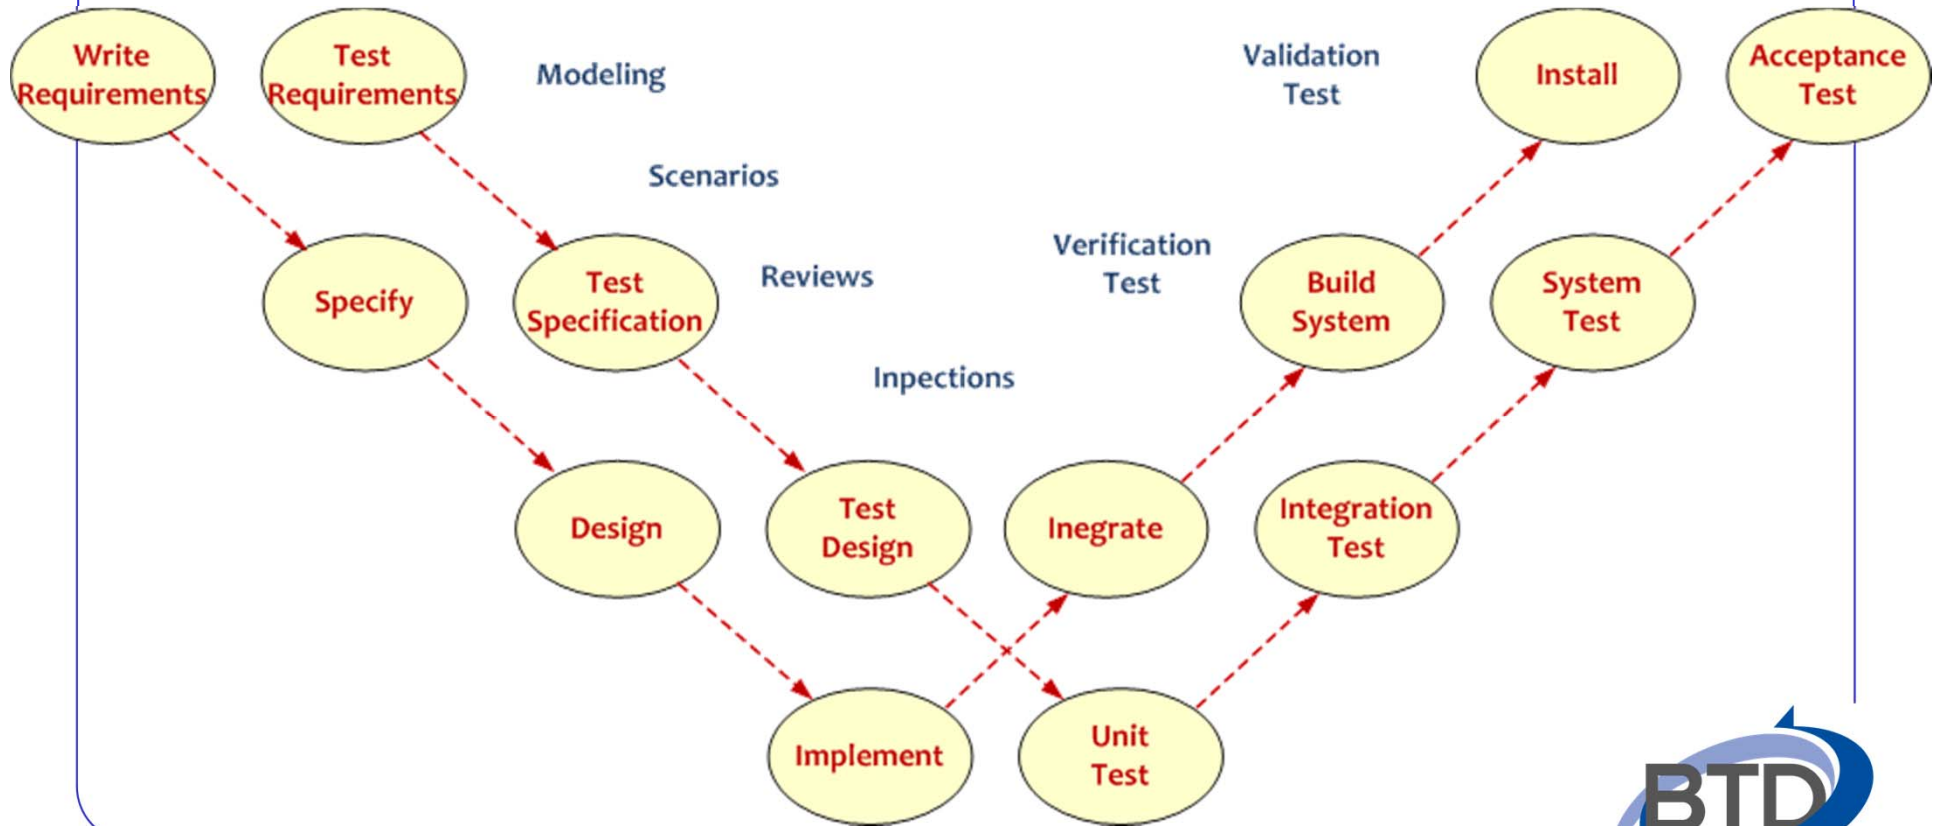 Write
Requirements
Test
Requirements
Modeling
Validation
Test
Install
Acceptance
Test
Scenarios
Specify
Test
Specification
Reviews
Verification
Test
Build
System
System
Test
Inpections
Design
Test
Design
Inegrate
Integration
Test
Implement
Unit
Test
BTD